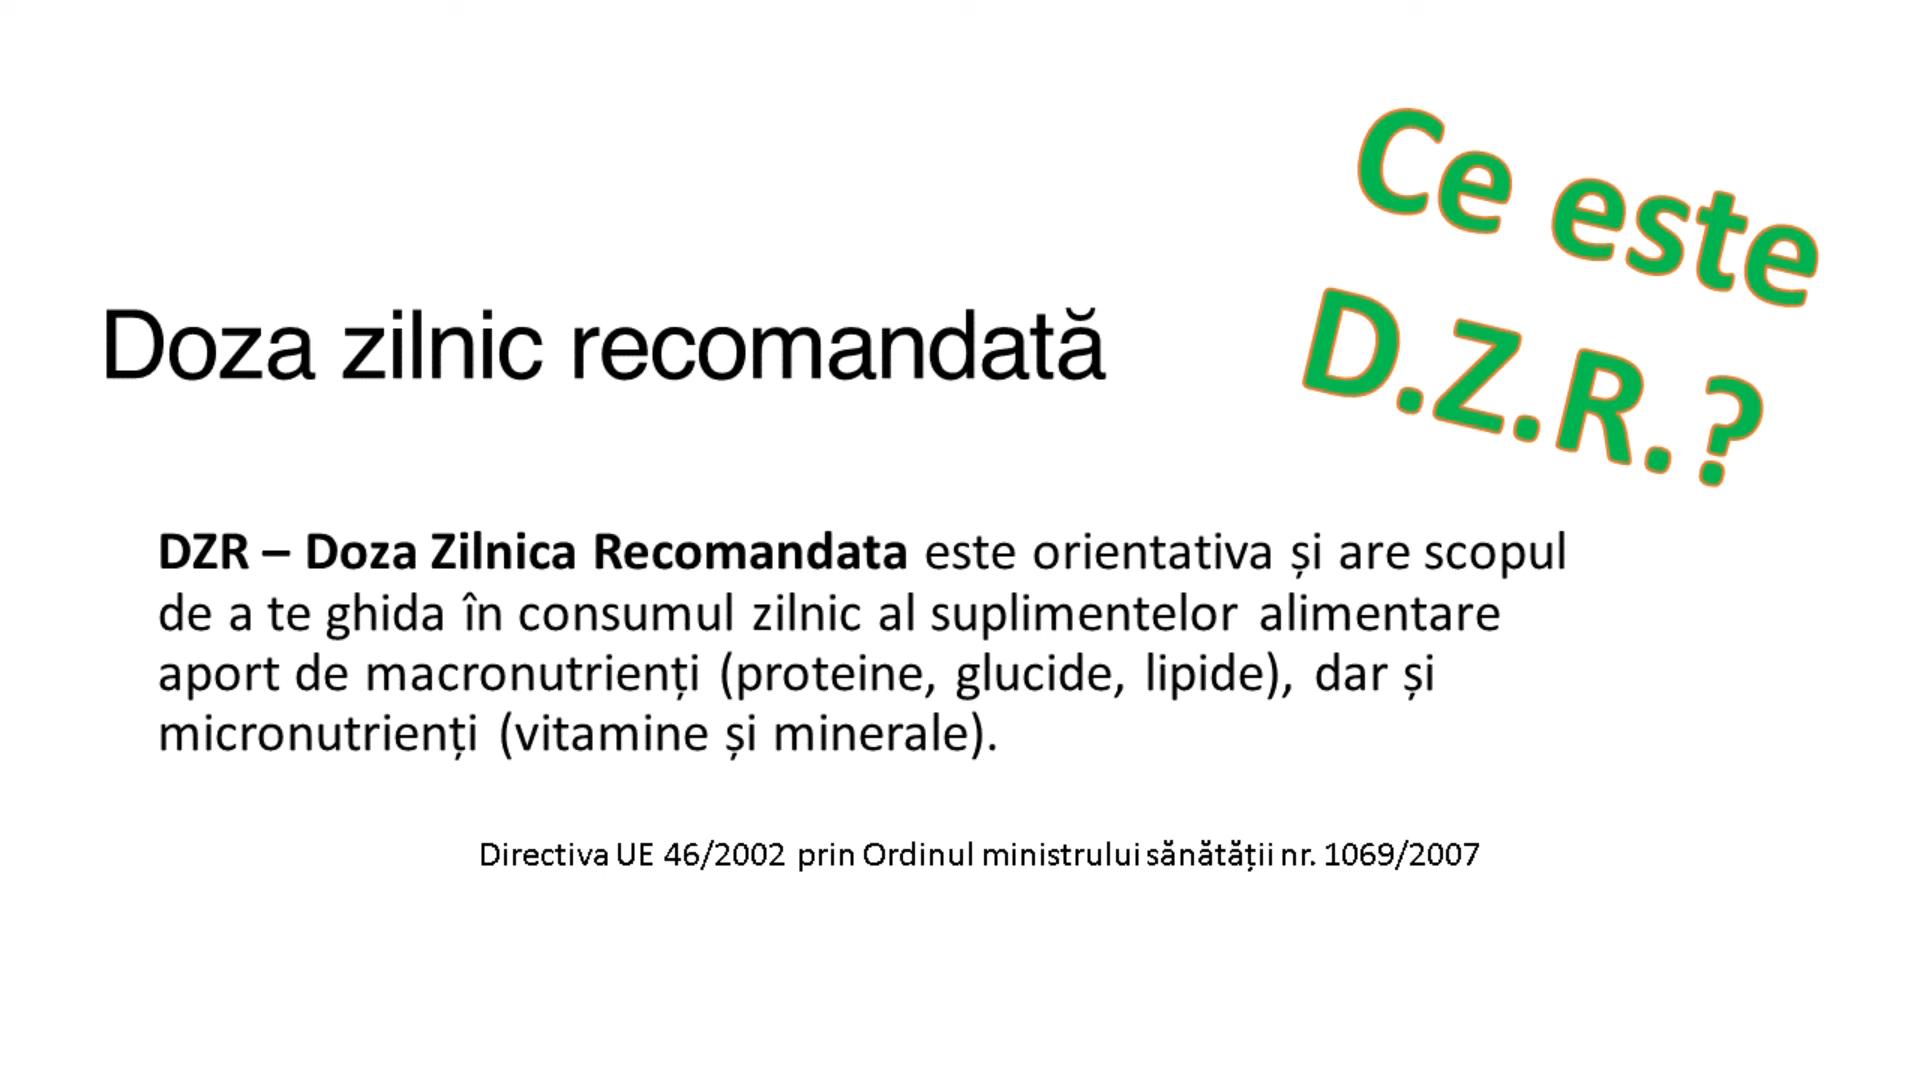 Ce este
D.Z.R.?
Doza zilnic recomandată
DZR – Doza Zilnica Recomandata este orientativa și are scopul
de a te ghida în consumul zilnic al suplimentelor alimentare
aport de macronutrienți (proteine, glucide, lipide), dar și
micronutrienți (vitamine și minerale).
Directiva UE 46/2002 prin Ordinul ministrului sănătății nr. 1069/2007